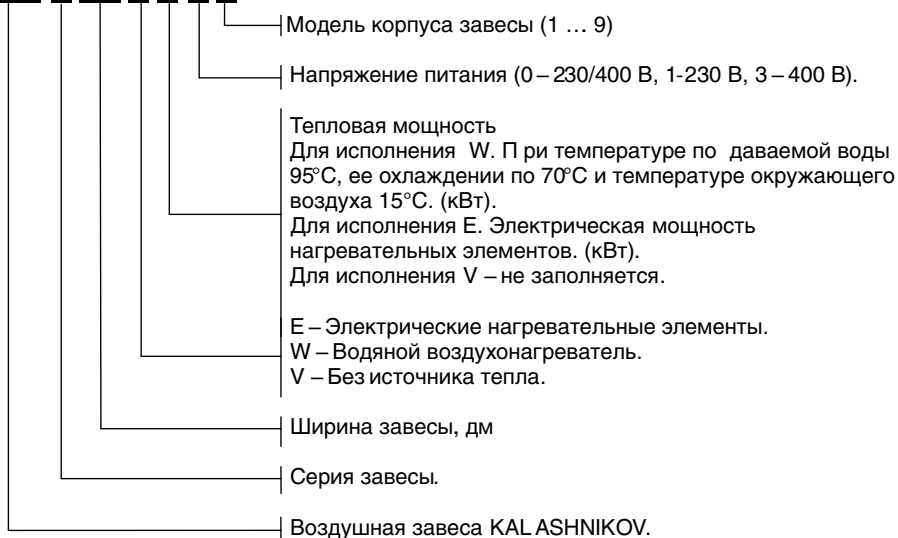 Модель корпуса завесы (1 … 9)
Напряжение питания (0 – 230/400 В, 1-230 В, 3 – 400 В).
Тепловая мощность
Для исполнения W. П ри температуре по даваемой воды
95°С, ее охлаждении по 70°С и температуре окружающего
воздуха 15°С. (кВт).
Для исполнения Е. Электрическая мощность
нагревательных элементов. (кВт).
Для исполнения V – не заполняется.
Е – Электрические нагревательные элементы.
W – Водяной воздухонагреватель.
V – Без источника тепла.
Ширина завесы, дм
Серия завесы.
Воздушная завеса KALASHNIKOV.